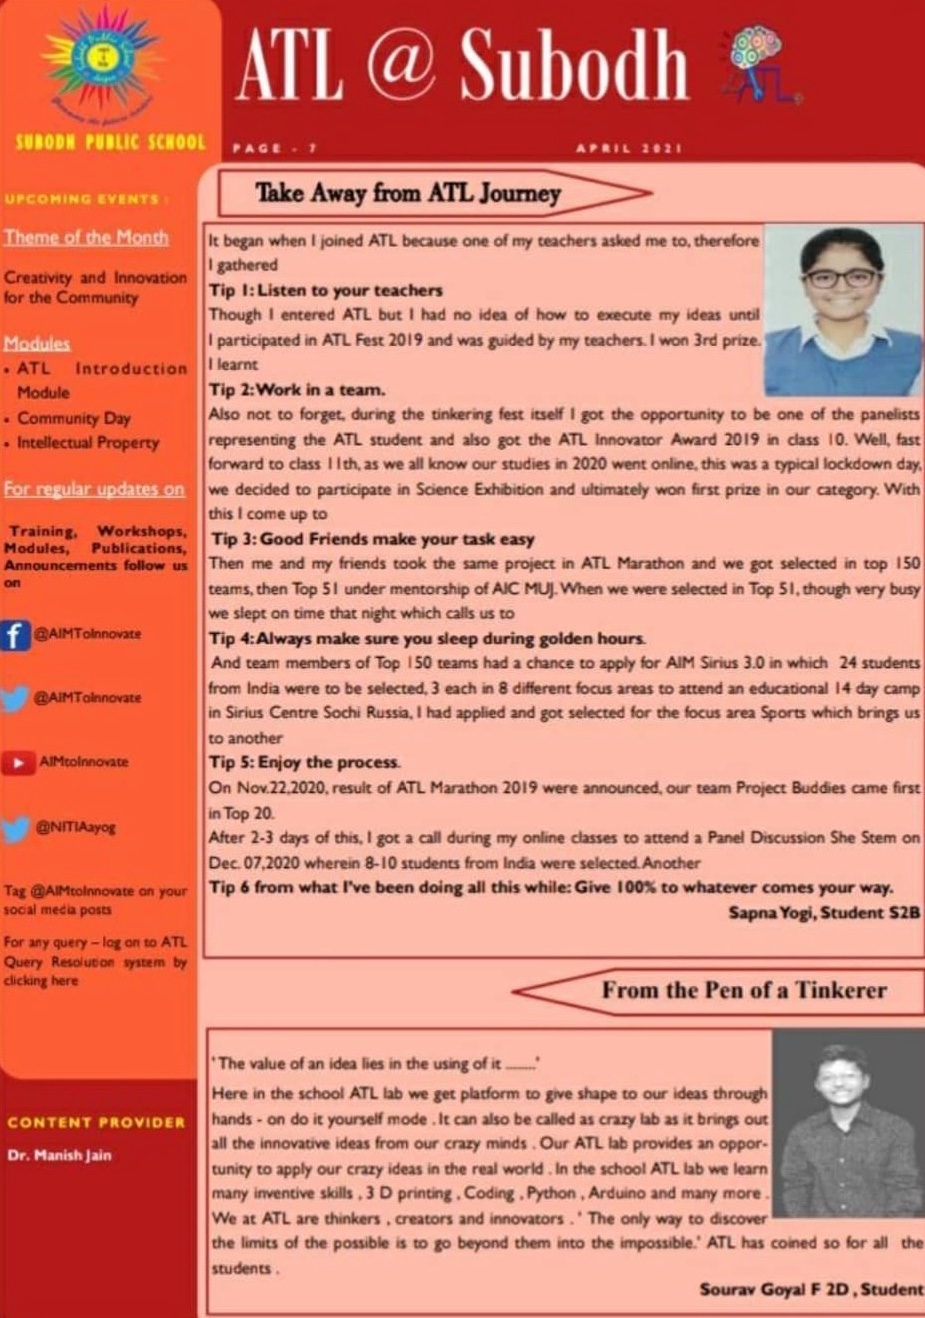 ATL @ Subodh
SUBODH PUBLIC SCHOOL
PAGE - 7
APRIL 2021
UPCOMING EVENTS :
Theme of the Month
Creativity and Innovation
for the Community
Modules
• ATL Introduction
Module
• Community Day
• Intellectual Property
For regular updates on
Training, Workshops,
Modules, Publications,
Announcements follow us
on
@AIMToInnovate
@AIMToInnovate
AIMtoInnovate
@NITIAayog
Tag @AIMtoInnovate on your
social media posts
For any query – log on to ATL
Query Resolution system by
clicking here
CONTENT PROVIDER
Dr. Manish Jain
Take Away from ATL Journey
It began when I joined ATL because one of my teachers asked me to, therefore
I gathered
Tip 1: Listen to your teachers
Though I entered ATL but I had no idea of how to execute my ideas until
I participated in ATL Fest 2019 and was guided by my teachers. I won 3rd prize.
I learnt
Tip 2: Work in a team.
Also not to forget, during the tinkering fest itself I got the opportunity to be one of the panelists
representing the ATL student and also got the ATL Innovator Award 2019 in class 10. Well, fast
forward to class 11th, as we all know our studies in 2020 went online, this was a typical lockdown day,
we decided to participate in Science Exhibition and ultimately won first prize in our category. With
this I come up to
Tip 3: Good Friends make your task easy
Then me and my friends took the same project in ATL Marathon and we got selected in top 150
teams, then Top 51 under mentorship of AIC MUJ. When we were selected in Top 51, though very busy
we slept on time that night which calls us to
Tip 4: Always make sure you sleep during golden hours.
And team members of Top 150 teams had a chance to apply for AIM Sirius 3.0 in which 24 students
from India were to be selected, 3 each in 8 different focus areas to attend an educational 14 day camp
in Sirius Centre Sochi Russia, I had applied and got selected for the focus area Sports which brings us
to another
Tip 5: Enjoy the process.
On Nov.22,2020, result of ATL Marathon 2019 were announced, our team Project Buddies came first
in Top 20.
After 2-3 days of this, I got a call during my online classes to attend a Panel Discussion She Stem on
Dec. 07,2020 wherein 8-10 students from India were selected. Another
Tip 6 from what I've been doing all this while: Give 100% to whatever comes your way.
Sapna Yogi, Student S2B
From the Pen of a Tinkerer
' The value of an idea lies in the using of it ........'
Here in the school ATL lab we get platform to give shape to our ideas through
hands - on do it yourself mode . It can also be called as crazy lab as it brings out
all the innovative ideas from our crazy minds . Our ATL lab provides an oppor-
tunity to apply our crazy ideas in the real world . In the school ATL lab we learn
many inventive skills , 3 D printing , Coding , Python , Arduino and many more .
We at ATL are thinkers , creators and innovators . ' The only way to discover
the limits of the possible is to go beyond them into the impossible.' ATL has coined so for all the
students .
Sourav Goyal F 2D , Student